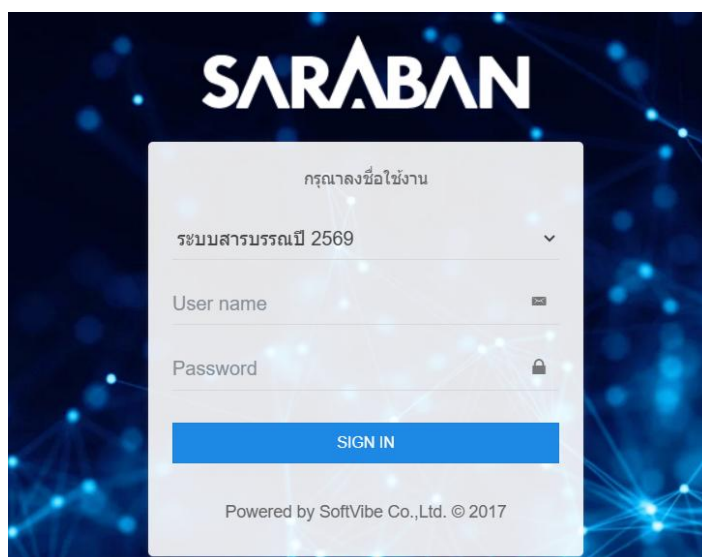 SARABAN
กรุณาลงชื่อใช้งาน
ระบบสารบรรณปี 2569
User name
Password
SIGN IN
Powered by SoftVibe Co.,Ltd. © 2017